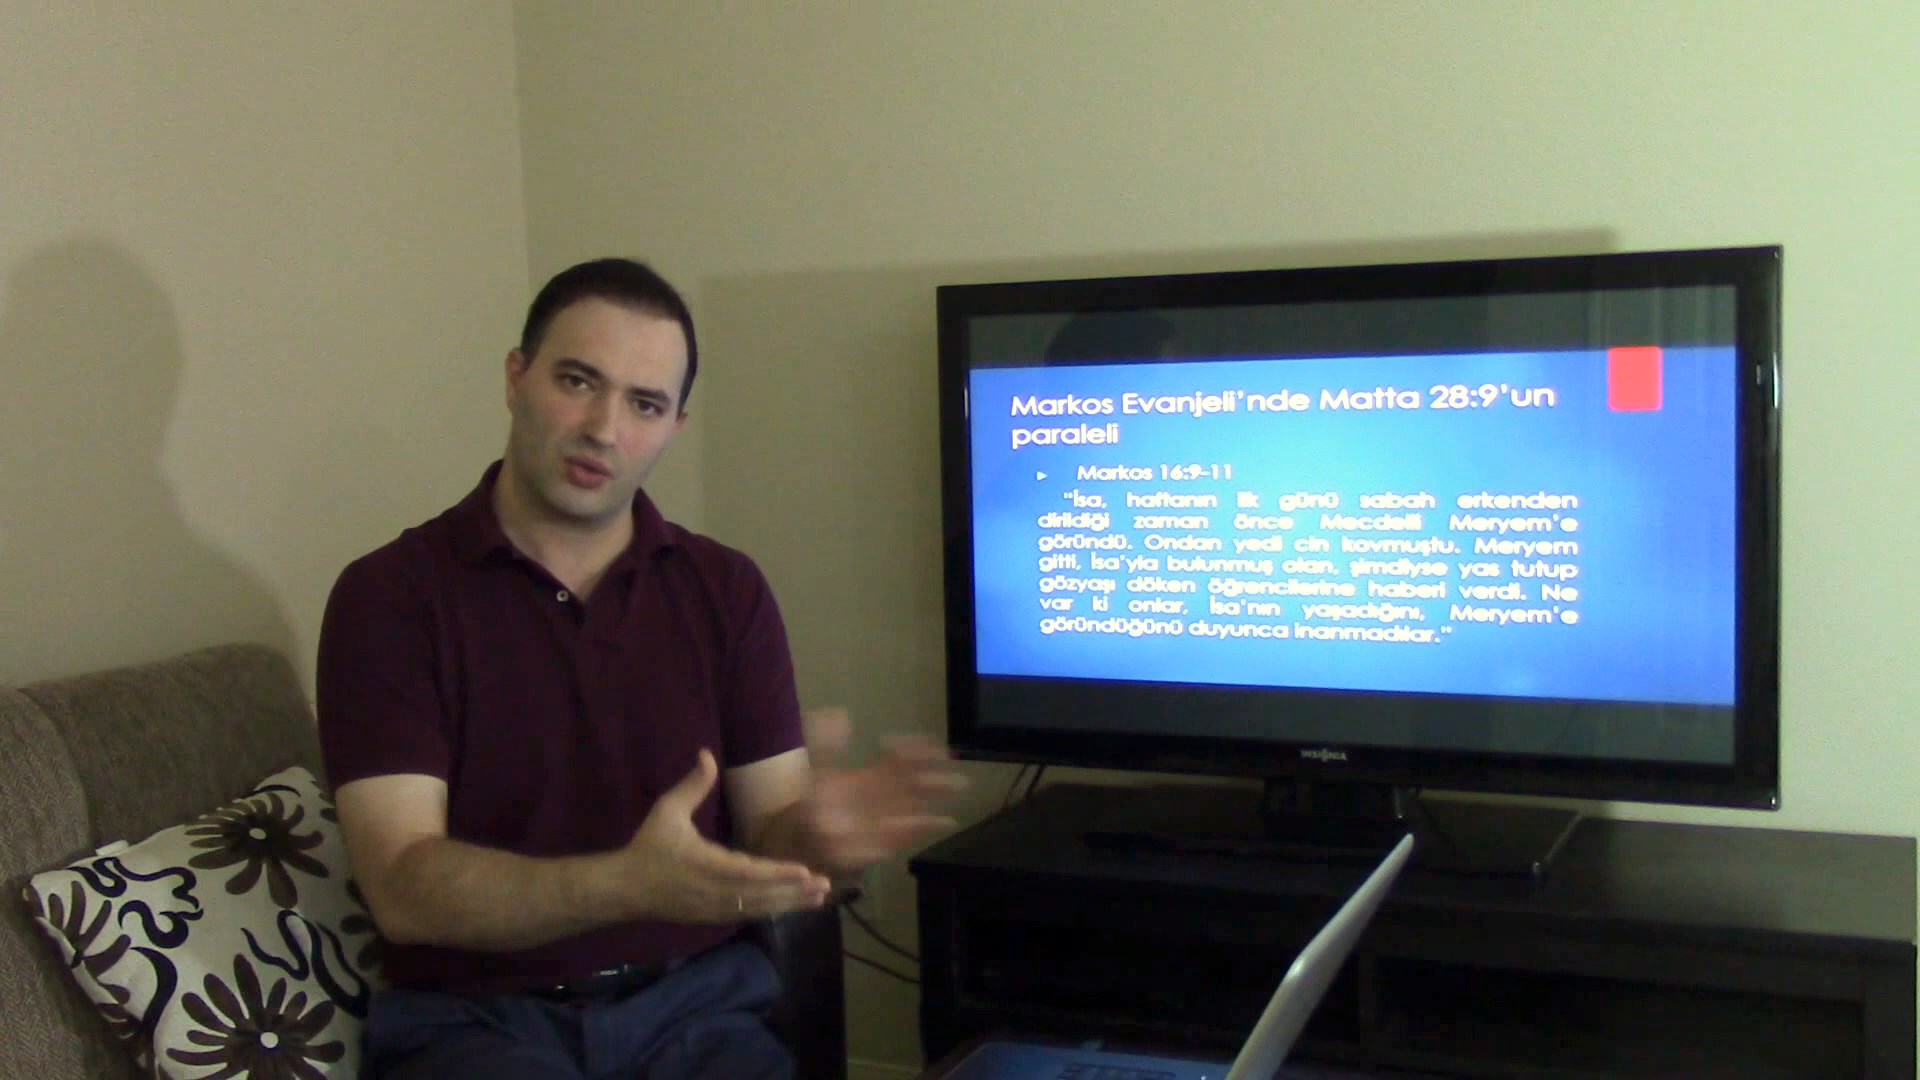 Markos Evanjeli'nde Matta 28:9'un
paraleli
Markos 16:9-11
"İsa, haftanın ilk günü sabah erkenden
dirildiği zaman önce Mecdelli Meryem'e
göründü. Ondan yedi cin kovmuştu. Meryem
gitti, İsa'yla bulunmuş olan, şimdiyse yas tutup
gözyaşı döken öğrencilerine haberi verdi. Ne
var ki onlar, İsa'nın yaşadığını, Meryem'e
göründüğünü duyunca inanmadılar."
INSIGNIA